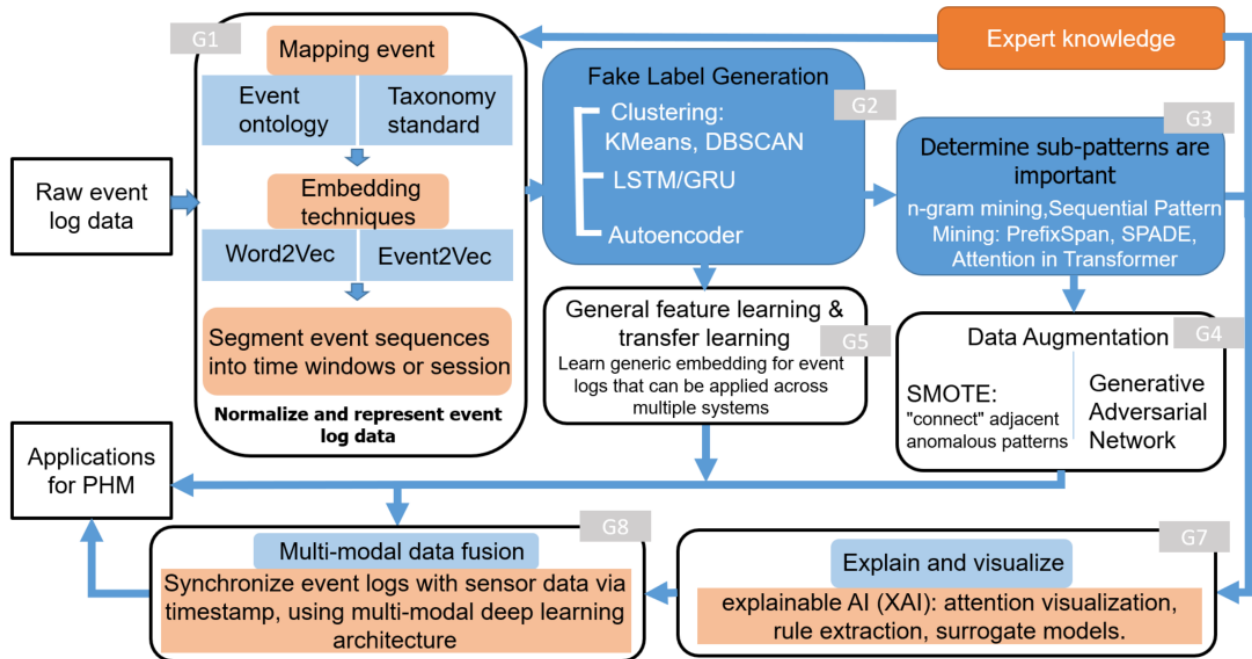 G1
Mapping event
Event
ontology
Taxonomy
standard
Embedding
techniques
Word2Vec
Event2Vec
Segment event sequences
into time windows or session
Normalize and represent event
log data
Raw event
log data
Expert knowledge
Fake Label Generation
G2
Clustering:
KMeans, DBSCAN
LSTM/GRU
Autoencoder
G3
Determine sub-patterns are
important
n-gram mining,Sequential Pattern
Mining: PrefixSpan, SPADE,
Attention in Transformer
General feature learning &
transfer learning
G5
Learn generic embedding for event
logs that can be applied across
multiple systems
G4
Data Augmentation
SMOTE:
"connect" adjacent
anomalous patterns
Generative
Adversarial
Network
Applications
for PHM
G8
Multi-modal data fusion
Synchronize event logs with sensor data via
timestamp, using multi-modal deep learning
architecture
G7
Explain and visualize
explainable AI (XAI): attention visualization,
rule extraction, surrogate models.